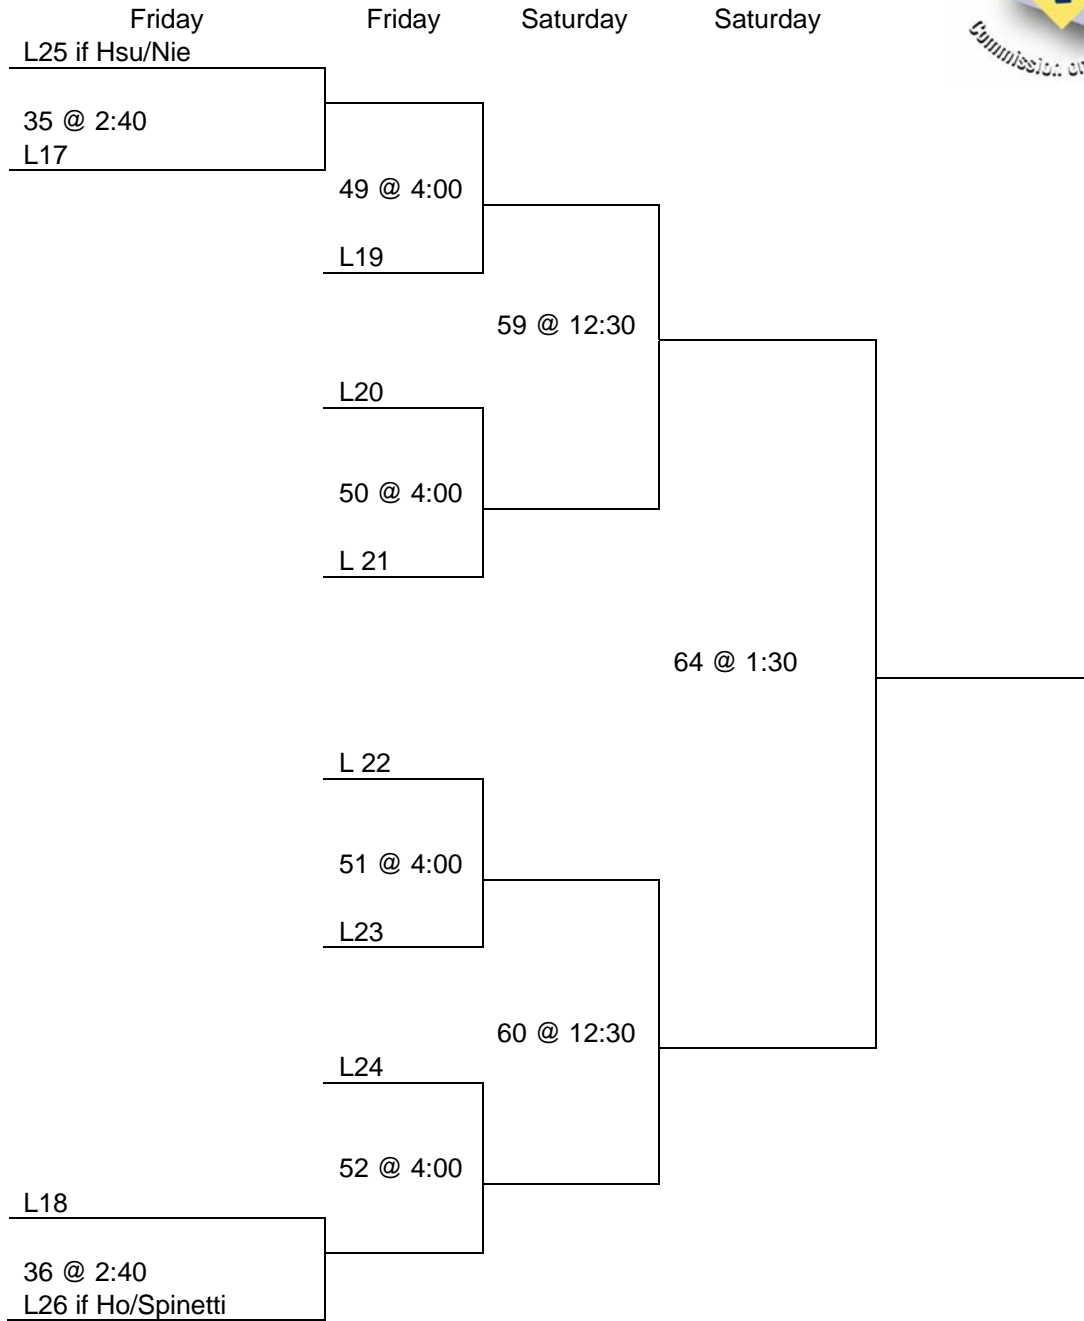 Friday Friday Saturday Saturday
L25 if Hsu/Nie
35 @ 2:40
L17
49 @ 4:00
L19
59 @ 12:30
L20
50 @ 4:00
L 21
64 @ 1:30
L 22
51 @ 4:00
L23
60 @ 12:30
L24
52 @ 4:00
L18
36 @ 2:40
L26 if Ho/Spinetti
Commission